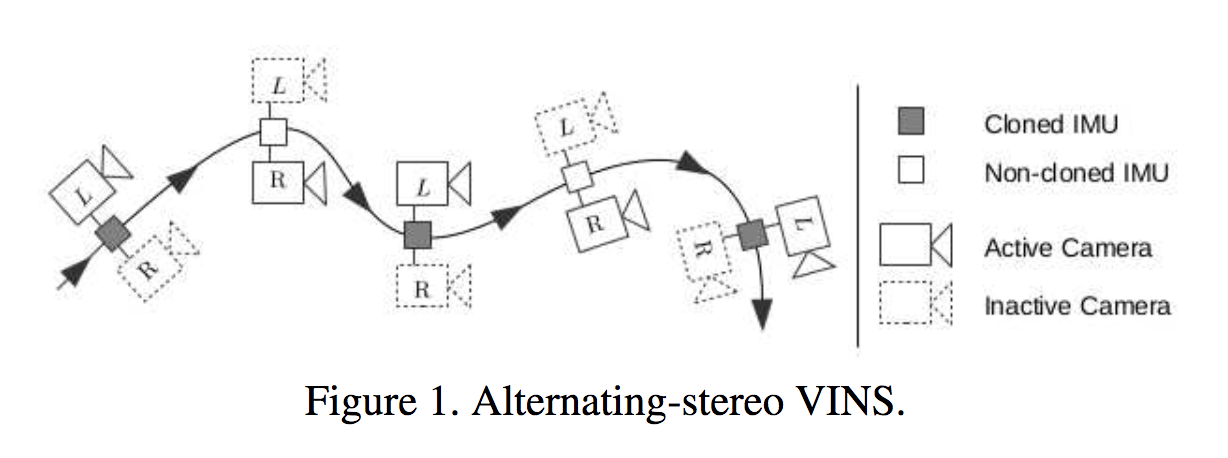 L
R
L
R
L
R
L
R
R
L
Cloned IMU
Non-cloned IMU
Active Camera
Inactive Camera
Figure 1. Alternating-stereo VINS.